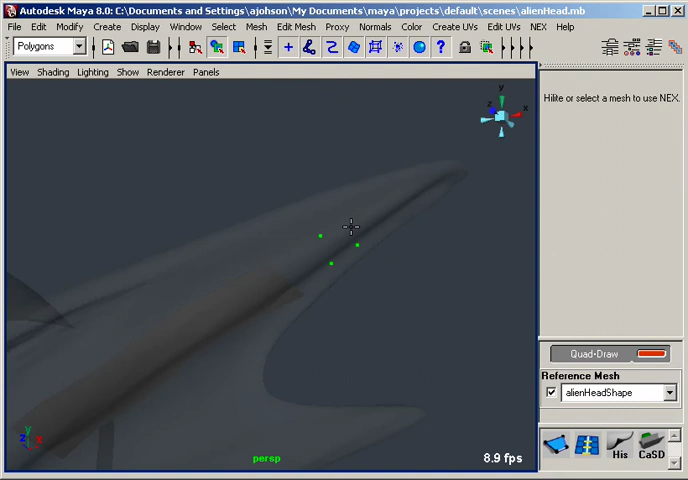 Autodesk Maya 8.0: C:\Documents and Settings\ajohson\My Documents\maya\projects\default\scenes\alienHead.mb
File Edit Modify Create Display Window Select Mesh Edit Mesh Proxy Normals Color Create UVs Edit UVs NEX Help
Polygons
View Shading Lighting Show Renderer Panels
Hilite or select a mesh to use NEX.
y
z x
Quad-Draw
Reference Mesh
alienHeadShape
His CaSD
y
z x
persp
8.9 fps